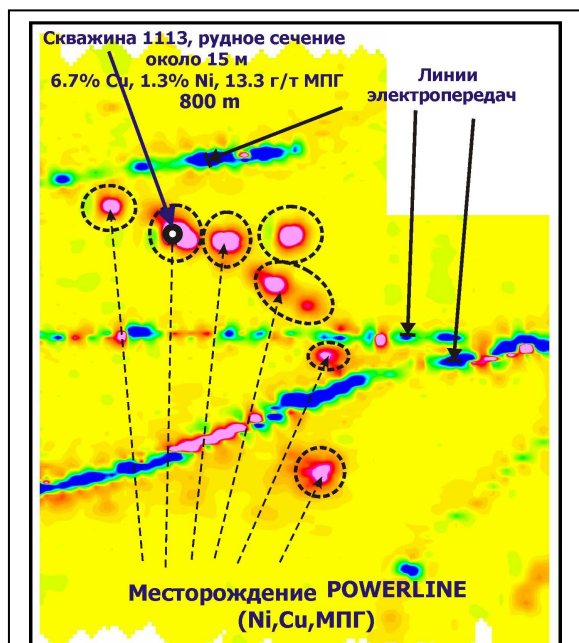 Скважина 1113, рудное сечение
около 15 м
6.7% Cu, 1.3% Ni, 13.3 г/т МПГ
800 m
Линии
электропередач
Месторождение POWERLINE
(Ni,Cu,МПГ)